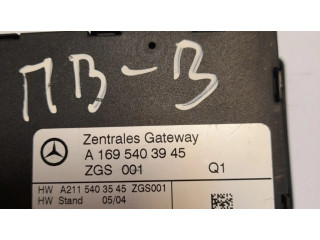 ПВ-В
Zentrales Gateway
A 169 540 39 45
ZGS 001 Q1
HW A211 540 35 45 ZGS001
HW Stand 05/04